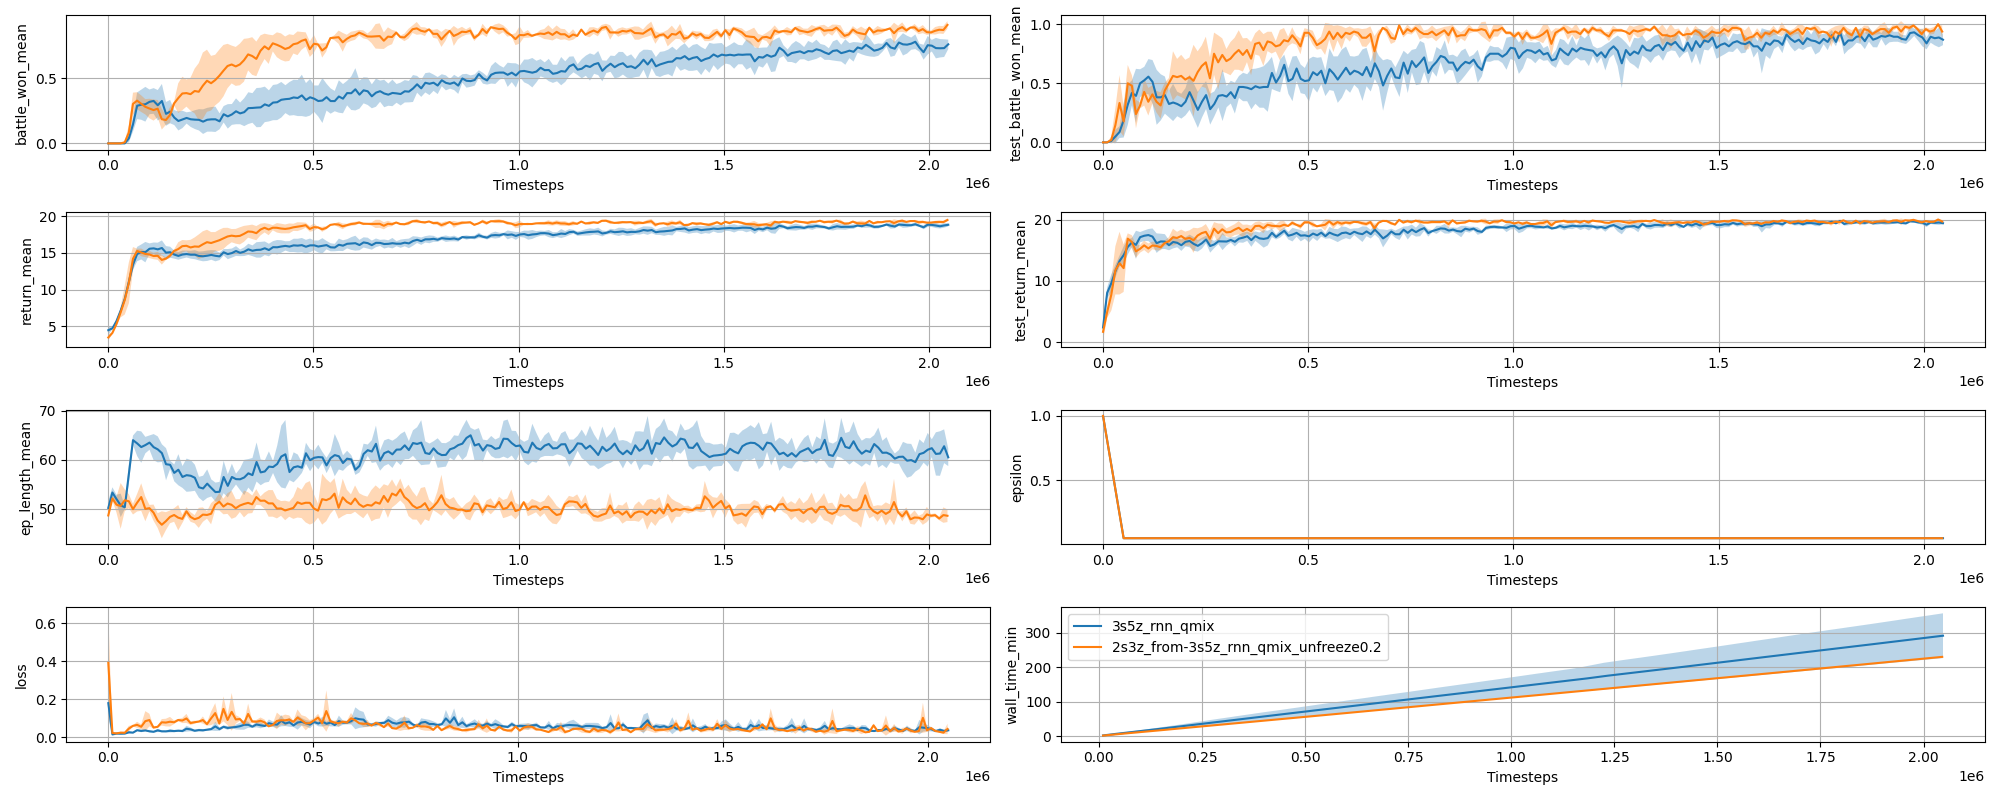 battle_won_mean
0.5
0.0
0.0 0.5 1.0 1.5 2.0
Timesteps
1e6
test_battle_won_mean
1.0
0.5
0.0
0.0 0.5 1.0 1.5 2.0
Timesteps
1e6
return_mean
20
15
10
5
0.0 0.5 1.0 1.5 2.0
Timesteps
1e6
test_return_mean
20
10
0
0.0 0.5 1.0 1.5 2.0
Timesteps
1e6
ep_length_mean
70
60
50
0.0 0.5 1.0 1.5 2.0
Timesteps
1e6
epsilon
1.0
0.5
0.0 0.5 1.0 1.5 2.0
Timesteps
1e6
loss
0.6
0.4
0.2
0.0
0.0 0.5 1.0 1.5 2.0
Timesteps
1e6
wall_time_min
300
200
100
0
3s5z_rnn_qmix
2s3z_from-3s5z_rnn_qmix_unfreeze0.2
0.00 0.25 0.50 0.75 1.00 1.25 1.50 1.75 2.00
Timesteps
1e6